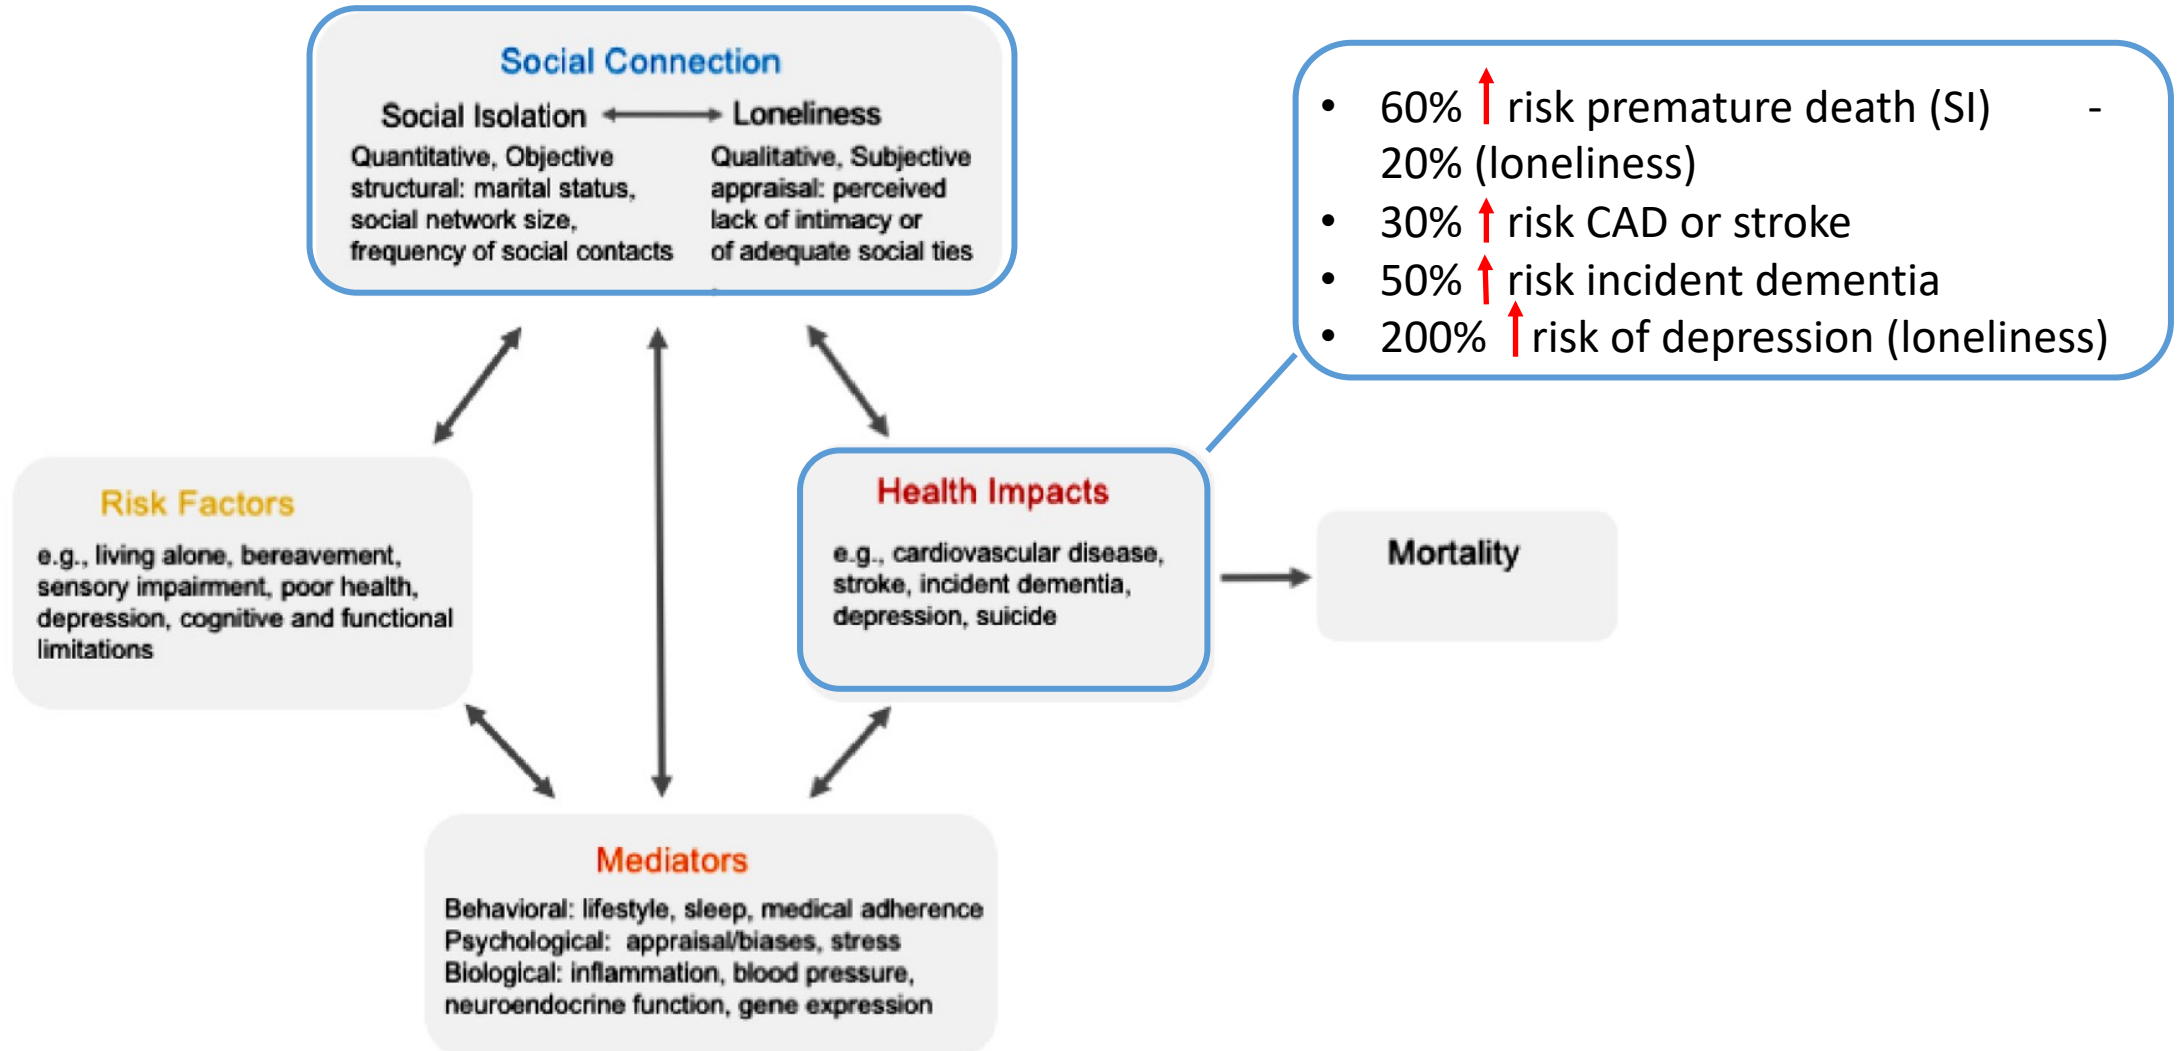 Social Connection
Social Isolation
Loneliness
Quantitative, Objective
structural: marital status,
social network size,
frequency of social contacts
Qualitative, Subjective
appraisal: perceived
lack of intimacy or
of adequate social ties
• 60% risk premature death (SI) -
20% (loneliness)
• 30% risk CAD or stroke
• 50% risk incident dementia
• 200% risk of depression (loneliness)
Risk Factors
e.g., living alone, bereavement,
sensory impairment, poor health,
depression, cognitive and functional
limitations
Health Impacts
e.g., cardiovascular disease,
stroke, incident dementia,
depression, suicide
Mortality
Mediators
Behavioral: lifestyle, sleep, medical adherence
Psychological: appraisal/biases, stress
Biological: inflammation, blood pressure,
neuroendocrine function, gene expression